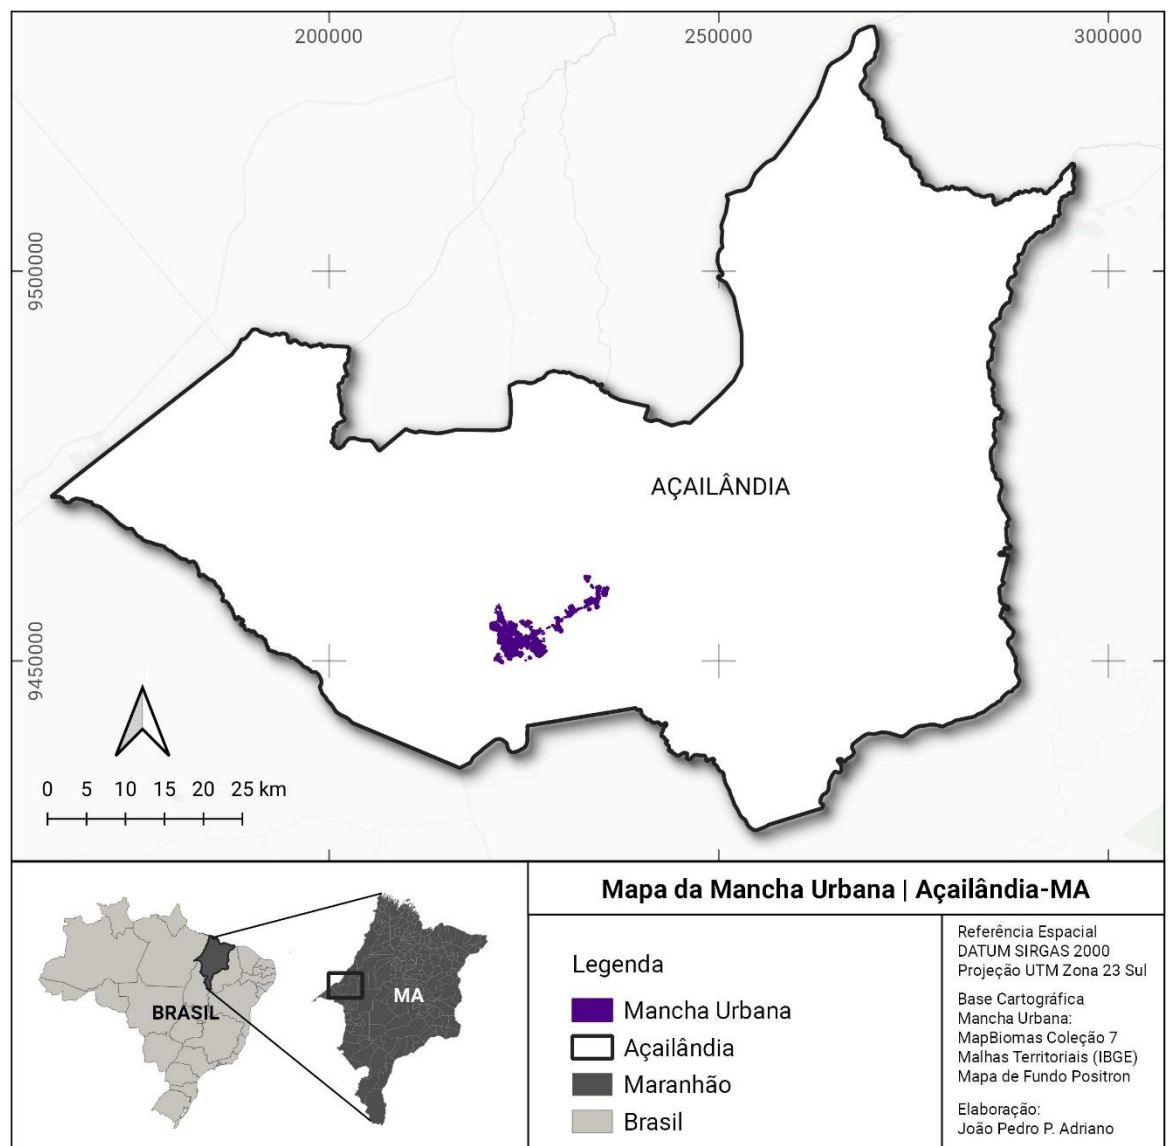 200000
250000
300000
9500000
9450000
AÇAILÂNDIA
0 5 10 15 20 25 km
BRASIL
MA
Mapa da Mancha Urbana | Açailândia-MA
Legenda
Mancha Urbana
Açailândia
Maranhão
Brasil
Referência Espacial
DATUM SIRGAS 2000
Projeção UTM Zona 23 Sul
Base Cartográfica
Mancha Urbana:
MapBiomas Coleção 7
Malhas Territoriais (IBGE)
Mapa de Fundo Positron
Elaboração:
João Pedro P. Adriano